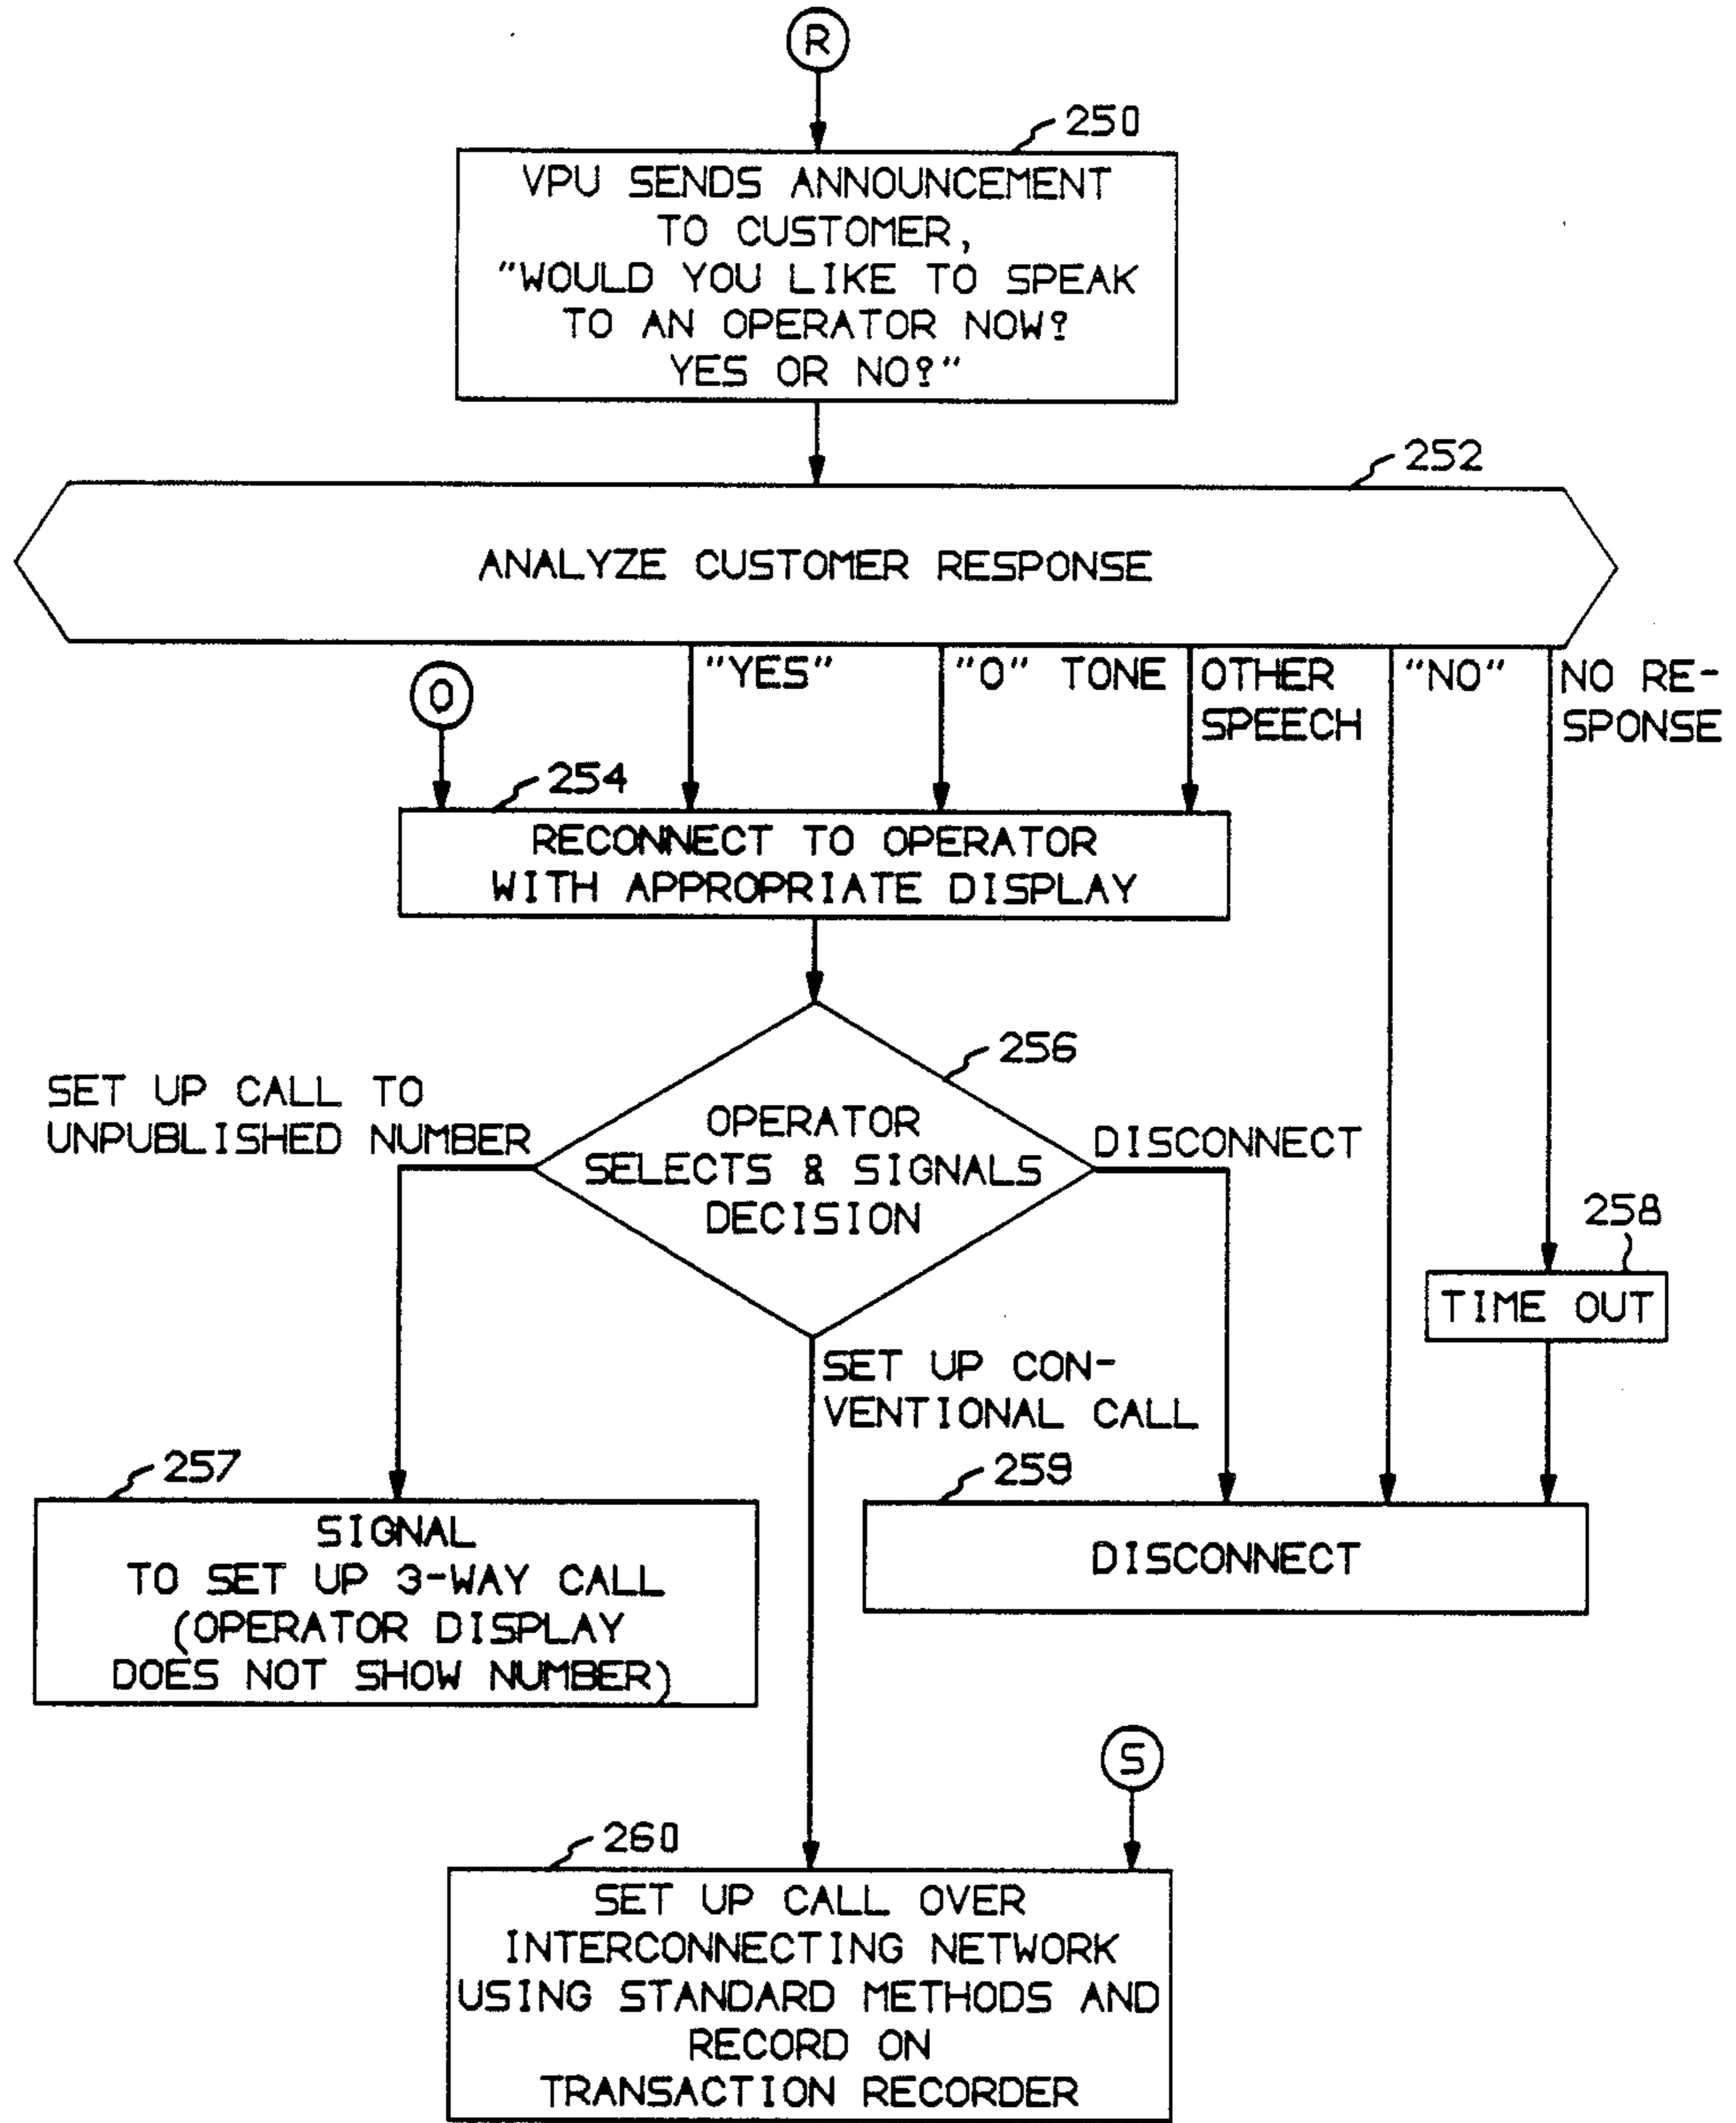 R
250
VPU SENDS ANNOUNCEMENT
TO CUSTOMER,
"WOULD YOU LIKE TO SPEAK
TO AN OPERATOR NOW?
YES OR NO?"
252
ANALYZE CUSTOMER RESPONSE
O
"YES"
"O" TONE
OTHER
SPEECH
"NO"
NO RE-
SPONSE
254
RECONNECT TO OPERATOR
WITH APPROPRIATE DISPLAY
256
SET UP CALL TO
UNPUBLISHED NUMBER
OPERATOR
SELECTS & SIGNALS
DECISION
DISCONNECT
258
TIME OUT
SET UP CON-
VENTIONAL CALL
257
SIGNAL
TO SET UP 3-WAY CALL
(OPERATOR DISPLAY
DOES NOT SHOW NUMBER)
259
DISCONNECT
S
260
SET UP CALL OVER
INTERCONNECTING NETWORK
USING STANDARD METHODS AND
RECORD ON
TRANSACTION RECORDER